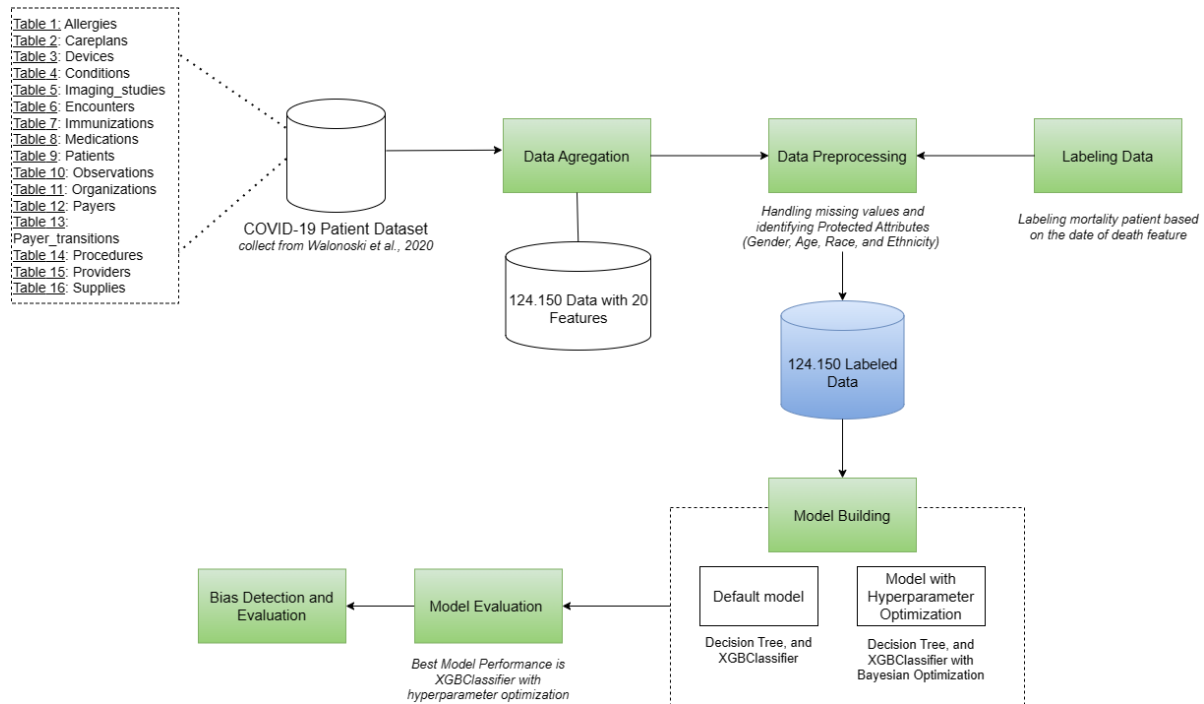 Table 1: Allergies
Table 2: Careplans
Table 3: Devices
Table 4: Conditions
Table 5: Imaging_studies
Table 6: Encounters
Table 7: Immunizations
Table 8: Medications
Table 9: Patients
Table 10: Observations
Table 11: Organizations
Table 12: Payers
Table 13:
Payer_transitions
Table 14: Procedures
Table 15: Providers
Table 16: Supplies
COVID-19 Patient Dataset
collect from Walonoski et al., 2020
Data Agregation
124.150 Data with 20
Features
Data Preprocessing
Handling missing values and
identifying Protected Attributes
(Gender, Age, Race, and Ethnicity)
Labeling Data
Labeling mortality patient based
on the date of death feature
124.150 Labeled
Data
Model Building
Default model
Decision Tree, and
XGBClassifier
Model with
Hyperparameter
Optimization
Decision Tree, and
XGBClassifier with
Bayesian Optimization
Model Evaluation
Best Model Performance is
XGBClassifier with
hyperparameter optimization
Bias Detection and
Evaluation